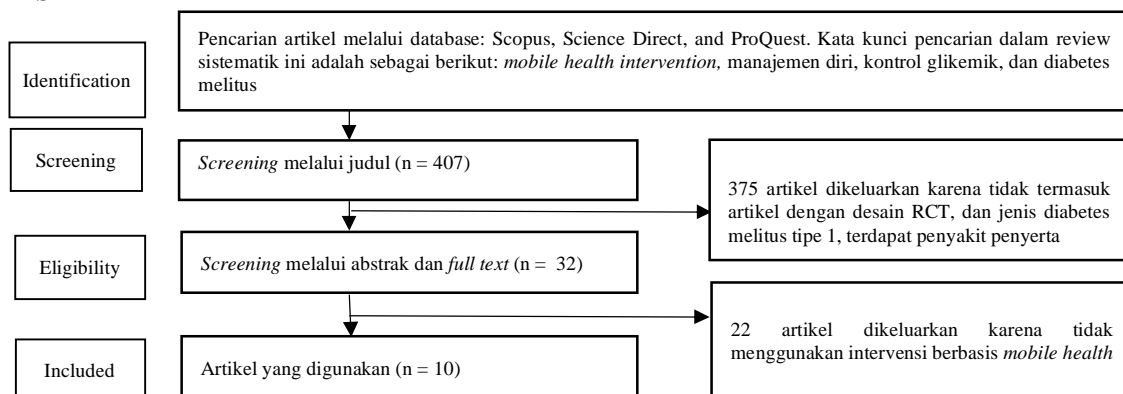 Identification
Pencarian artikel melalui database: Scopus, Science Direct, and ProQuest. Kata kunci pencarian dalam review
sistematik ini adalah sebagai berikut: mobile health intervention, manajemen diri, kontrol glikemik, dan diabetes
melitus
Screening
Screening melalui judul (n = 407)
375 artikel dikeluarkan karena tidak termasuk
artikel dengan desain RCT, dan jenis diabetes
melitus tipe 1, terdapat penyakit penyerta
Eligibility
Screening melalui abstrak dan full text (n = 32)
22 artikel dikeluarkan karena tidak
menggunakan intervensi berbasis mobile health
Included
Artikel yang digunakan (n = 10)